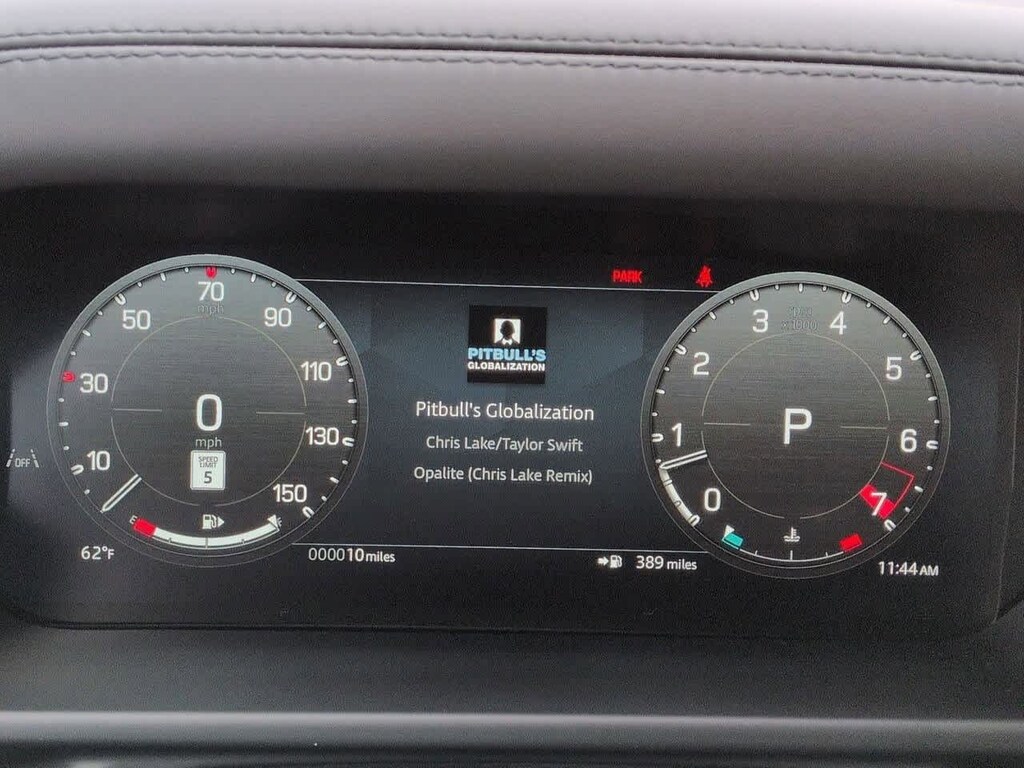 PARK
70
mph
50
90
30
110
0
mph
10
130
SPEED
LIMIT
5
150
E
F
OFF
62°F
000010 miles
PITBULL'S
GLOBALIZATION
Pitbull's Globalization
Chris Lake/Taylor Swift
Opalite (Chris Lake Remix)
389 miles
3
4
x1000
2
5
1
P
6
0
7
11:44 AM